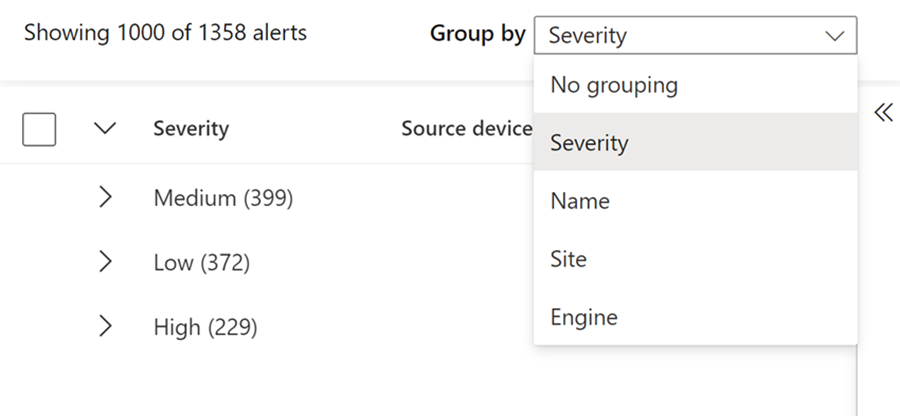 Showing 1000 of 1358 alerts
Group by
Severity
No grouping
Severity
Name
Site
Engine
Severity
Source device
Medium (399)
Low (372)
High (229)